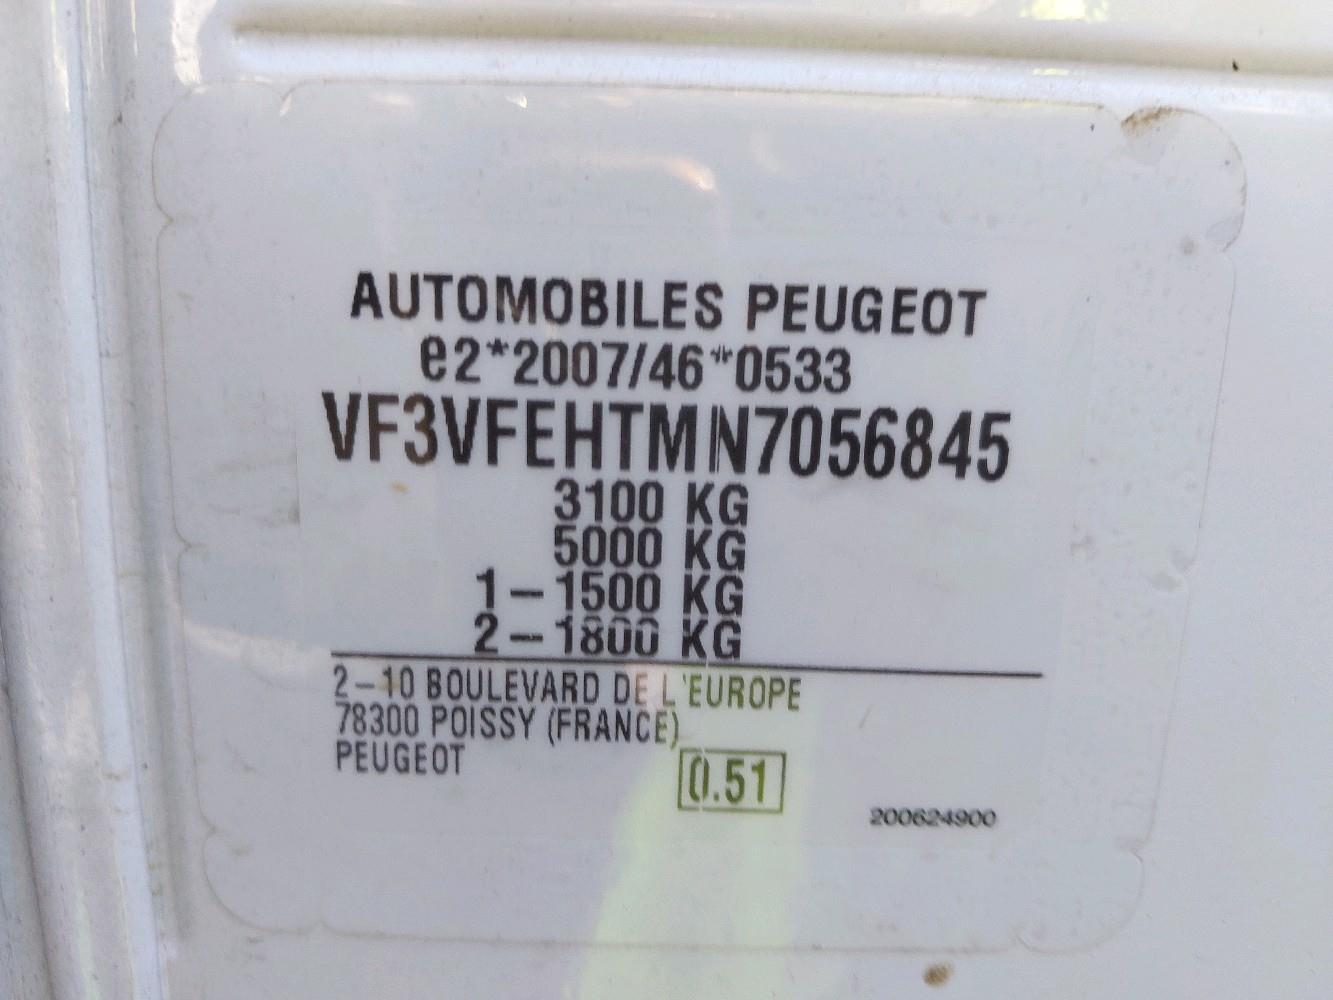 AUTOMOBILES PEUGEOT
e2*2007/46*0533
VF3VFEHTMN7056845
3100 KG
5000 KG
1-1500 KG
2-1800 KG
2-10 BOULEVARD DE L'EUROPE
78300 POISSY (FRANCE)
PEUGEOT
0.51
200624900